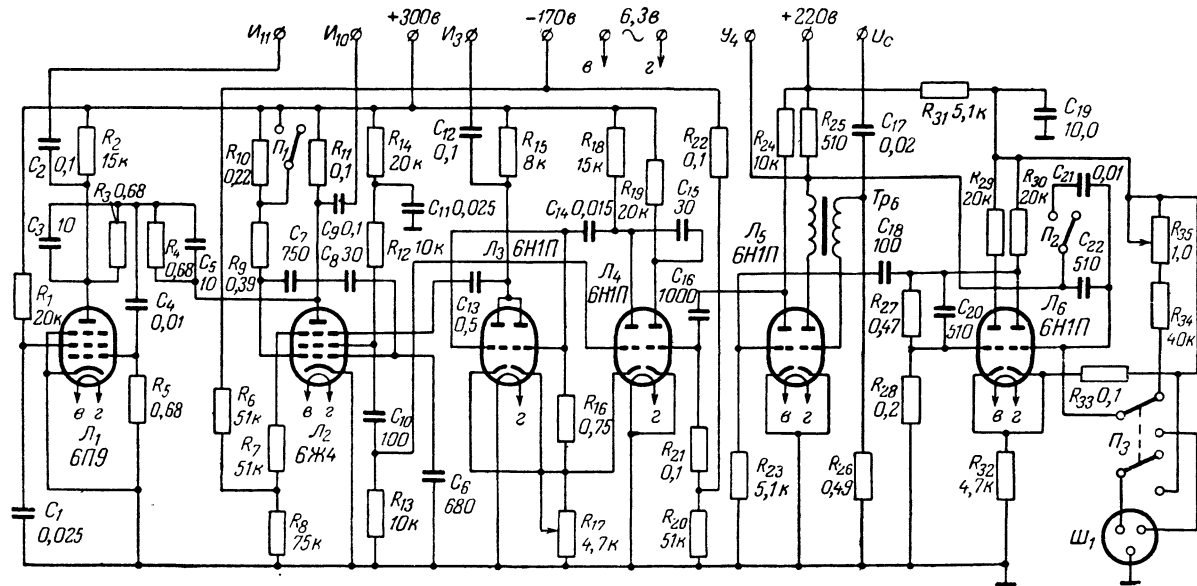 И₁₁ И₁₀ +300в И₃ -170в 6,3в У₄ +220в Uс
в ~ г
C₂ 0,1
R₂ 15к
R₃ 0,68
C₃ 10
R₄ 0,68
C₅ 10
C₄ 0,01
R₁ 20к
R₅ 0,68
в г
Л₁ 6П9
C₁ 0,025
R₁₀ 0,22
П₁
R₁₁ 0,1
C₉ 0,1
R₁₄ 20к
C₁₁ 0,025
R₁₂ 10к
C₇ 750
C₈ 30
R₉ 0,39
R₆ 51к
R₇ 51к
в г
Л₂ 6Ж4
C₁₀ 100
R₈ 75к
R₁₃ 10к
C₆ 680
C₁₂ 0,1
R₁₅ 8к
Л₃ 6Н1П
C₁₃ 0,5
г
R₁₆ 0,75
R₁₇ 4,7к
R₁₈ 15к
C₁₄ 0,015
R₁₉ 20к
C₁₅ 30
R₂₂ 0,1
Л₄ 6Н1П
C₁₆ 1000
г
R₂₁ 0,1
R₂₀ 51к
R₂₄ 10к
R₂₅ 510
C₁₇ 0,02
Тр₆
Л₅ 6Н1П
C₁₈ 100
в г
R₂₃ 5,1к
R₂₆ 0,49
R₂₇ 0,47
C₂₀ 510
R₂₈ 0,2
R₃₁ 5,1к
C₁₉ 10,0
R₂₉ 20к
R₃₀ 20к
C₂₁ 0,01
П₂
C₂₂ 510
Л₆ 6Н1П
в г
R₃₂ 4,7к
R₃₃ 0,1
R₃₅ 1,0
R₃₄ 40к
П₃
Ш₁